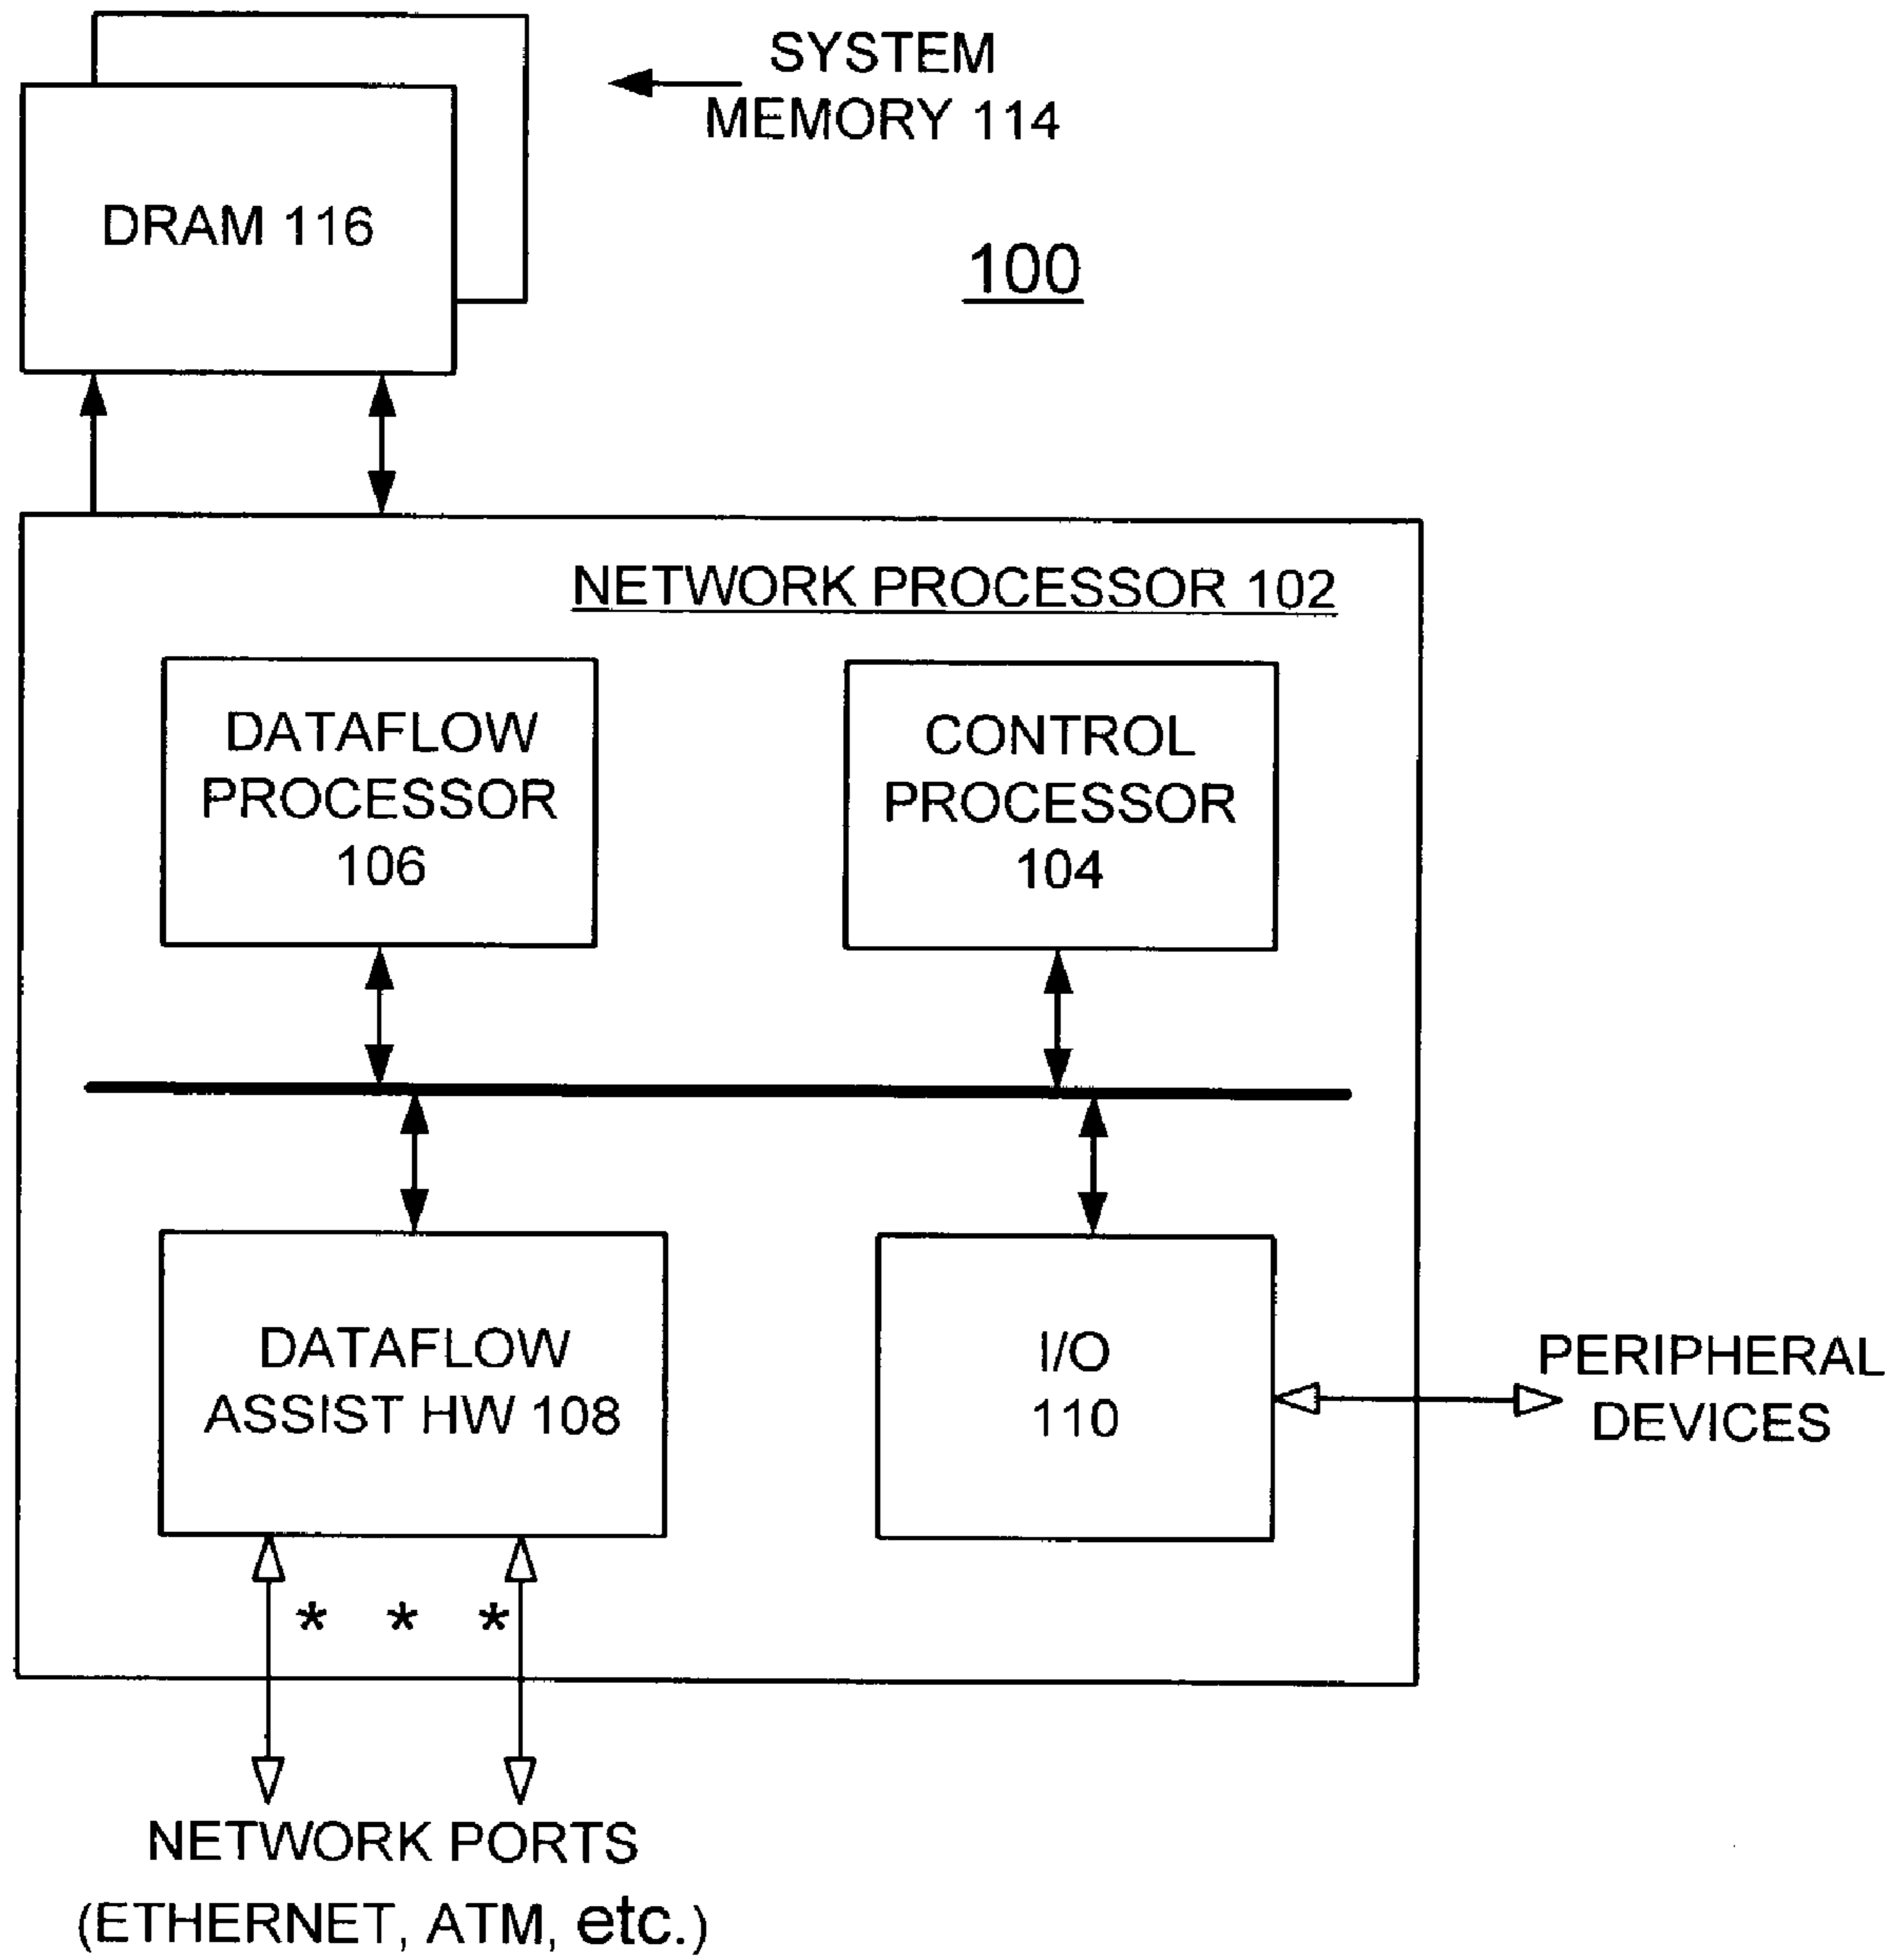 SYSTEM
MEMORY 114
DRAM 116
100
NETWORK PROCESSOR 102
DATAFLOW
PROCESSOR
106
CONTROL
PROCESSOR
104
DATAFLOW
ASSIST HW 108
I/O
110
PERIPHERAL
DEVICES
* * *
NETWORK PORTS
(ETHERNET, ATM, etc.)